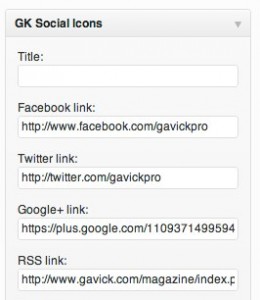 GK Social Icons
Title:
Facebook link:
http://www.facebook.com/gavickpro
Twitter link:
http://twitter.com/gavickpro
Google+ link:
https://plus.google.com/1109371499594
RSS link:
http://www.gavick.com/magazine/index.p